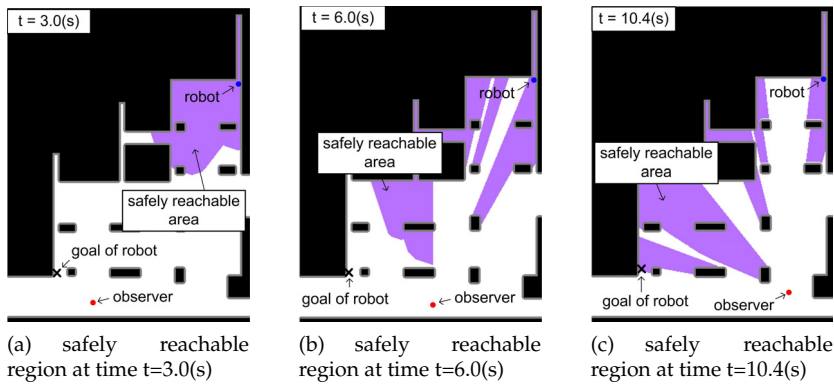 t = 3.0(s)
robot
safely reachable
area
goal of robot
observer
(a) safely reachable
region at time t=3.0(s)
t = 6.0(s)
robot
safely reachable
area
goal of robot
observer
(b) safely reachable
region at time t=6.0(s)
t = 10.4(s)
robot
safely reachable
area
goal of robot
observer
(c) safely reachable
region at time t=10.4(s)